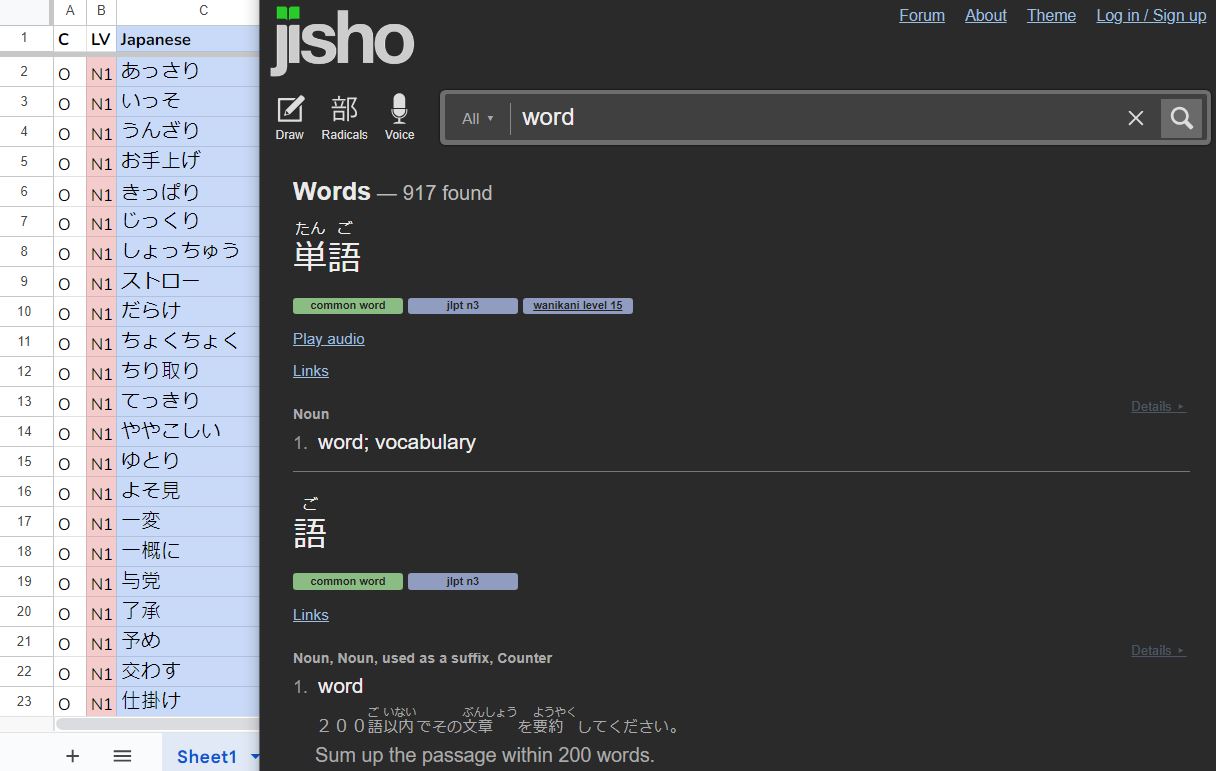 A B C
1 C LV Japanese
2 O N1 あっさり
3 O N1 いっそ
4 O N1 うんざり
5 O N1 お手上げ
6 O N1 きっぱり
7 O N1 じっくり
8 O N1 しょっちゅう
9 O N1 ストロー
10 O N1 だらけ
11 O N1 ちょくちょく
12 O N1 ちり取り
13 O N1 てっきり
14 O N1 ややこしい
15 O N1 ゆとり
16 O N1 よそ見
17 O N1 一変
18 O N1 一概に
19 O N1 与党
20 O N1 了承
21 O N1 予め
22 O N1 交わす
23 O N1 仕掛け
Sheet1
jisho
Forum About Theme Log in / Sign up
部
Draw Radicals Voice
All word
Words — 917 found
たん ご
単語
common word jlpt n3 wanikani level 15
Play audio
Links
Details
Noun
1. word; vocabulary
ご
語
common word jlpt n3
Links
Details
Noun, Noun, used as a suffix, Counter
1. word
ご いない ぶんしょう ようやく
２００語以内でその文章を要約してください。
Sum up the passage within 200 words.